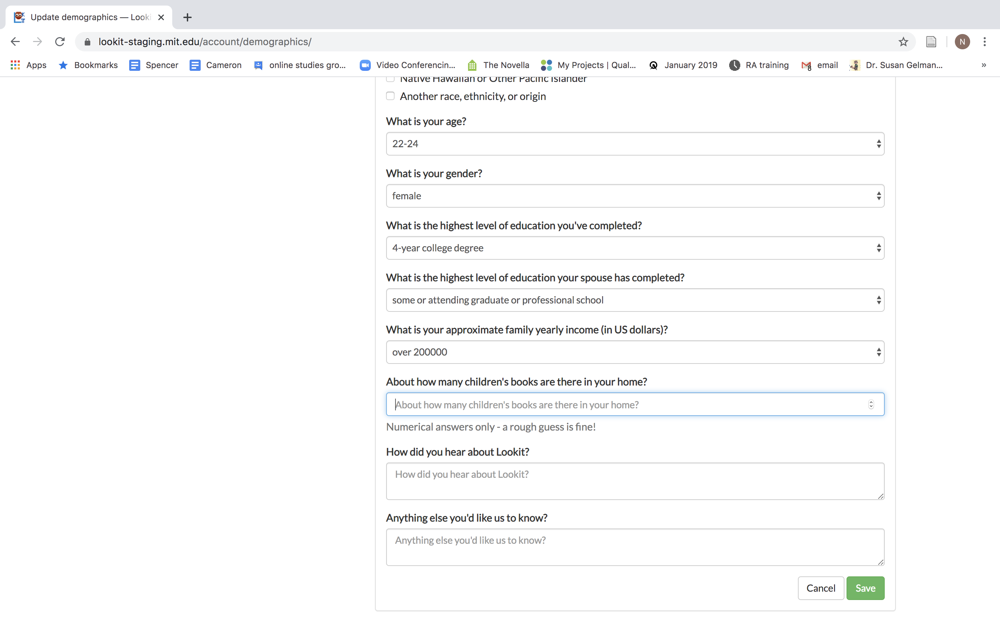 Update demographics — Looki
lookit-staging.mit.edu/account/demographics/
N
Apps
Bookmarks
Spencer
Cameron
online studies gro...
Video Conferencin...
The Novella
My Projects | Qual...
January 2019
RA training
8
email
Dr. Susan Gelman...
»
Native Hawaiian or Other Pacific Islander
Another race, ethnicity, or origin
What is your age?
22-24
What is your gender?
female
What is the highest level of education you've completed?
4-year college degree
What is the highest level of education your spouse has completed?
some or attending graduate or professional school
What is your approximate family yearly income (in US dollars)?
over 200000
About how many children's books are there in your home?
About how many children's books are there in your home?
Numerical answers only - a rough guess is fine!
How did you hear about Lookit?
How did you hear about Lookit?
Anything else you'd like us to know?
Anything else you'd like us to know?
Cancel
Save